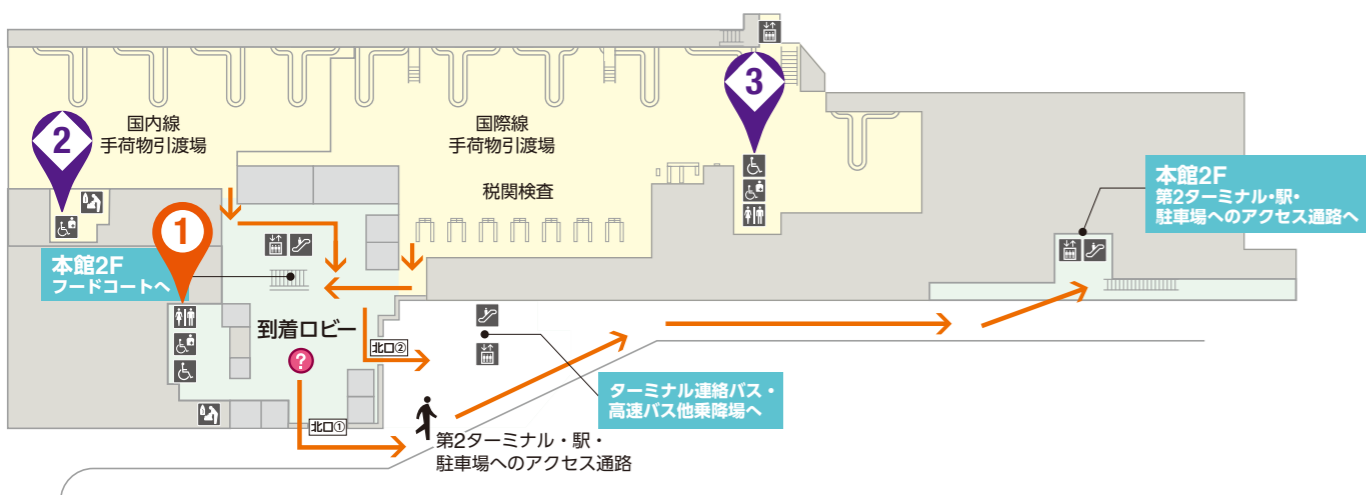 国内線
手荷物引渡場
国際線
手荷物引渡場
税関検査
3
2
1
本館2F
第2ターミナル・駅・
駐車場へのアクセス通路へ
本館2F
フードコートへ
到着ロビー
?
北口②
北口①
ターミナル連絡バス・
高速バス他乗降場へ
第2ターミナル・駅・
駐車場へのアクセス通路